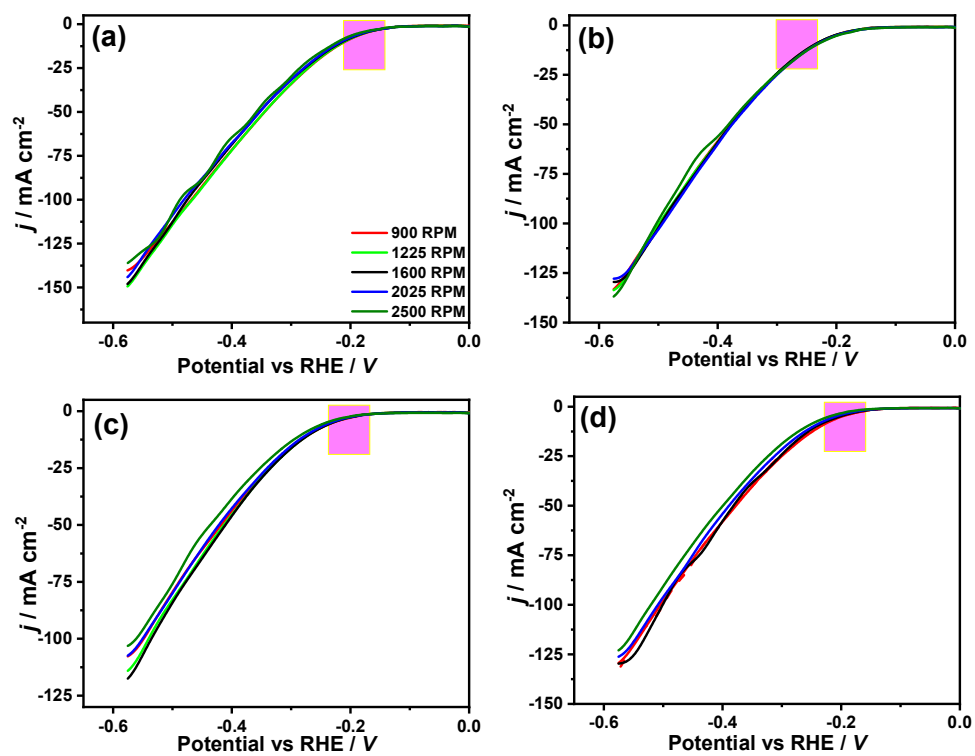 (a)
0
-25
-50
-75
-100
-125
-150
j / mA cm-2
900 RPM
1225 RPM
1600 RPM
2025 RPM
2500 RPM
-0.6 -0.4 -0.2 0.0
Potential vs RHE / V
(b)
0
-25
-50
-75
-100
-125
-150
j / mA cm-2
-0.6 -0.4 -0.2 0.0
Potential vs RHE / V
(c)
0
-25
-50
-75
-100
-125
j / mA cm-2
-0.6 -0.4 -0.2 0.0
Potential vs RHE / V
(d)
0
-25
-50
-75
-100
-125
-150
j / mA cm-2
-0.6 -0.4 -0.2 0.0
Potential vs RHE / V